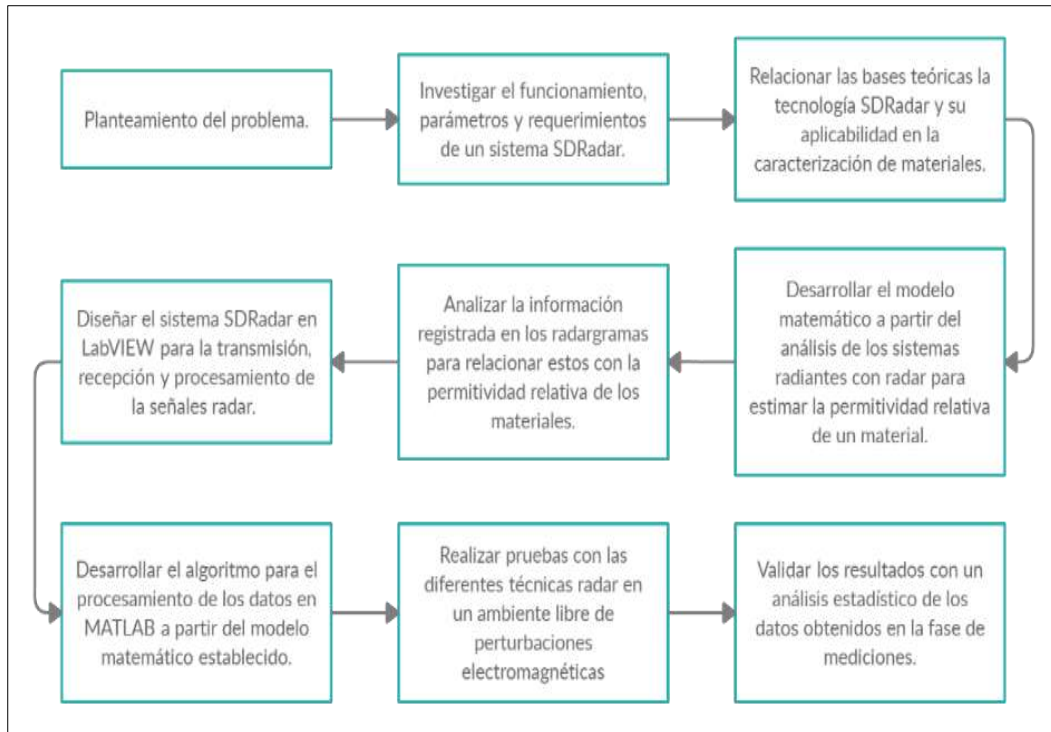 Planteamiento del problema.
Investigar el funcionamiento,
parámetros y requerimientos
de un sistema SDRadar.
Relacionar las bases teóricas la
tecnología SDRadar y su
aplicabilidad en la
caracterización de materiales.
Desarrollar el modelo
matemático a partir del
análisis de los sistemas
radiantes con radar para
estimar la permitividad relativa
de un material.
Analizar la información
registrada en los radargramas
para relacionar estos con la
permitividad relativa de los
materiales.
Diseñar el sistema SDRadar en
LabVIEW para la transmisión,
recepción y procesamiento de
la señales radar.
Desarrollar el algoritmo para el
procesamiento de los datos en
MATLAB a partir del modelo
matemático establecido.
Realizar pruebas con las
diferentes técnicas radar en
un ambiente libre de
perturbaciones
electromagnéticas
Validar los resultados con un
análisis estadístico de los
datos obtenidos en la fase de
mediciones.